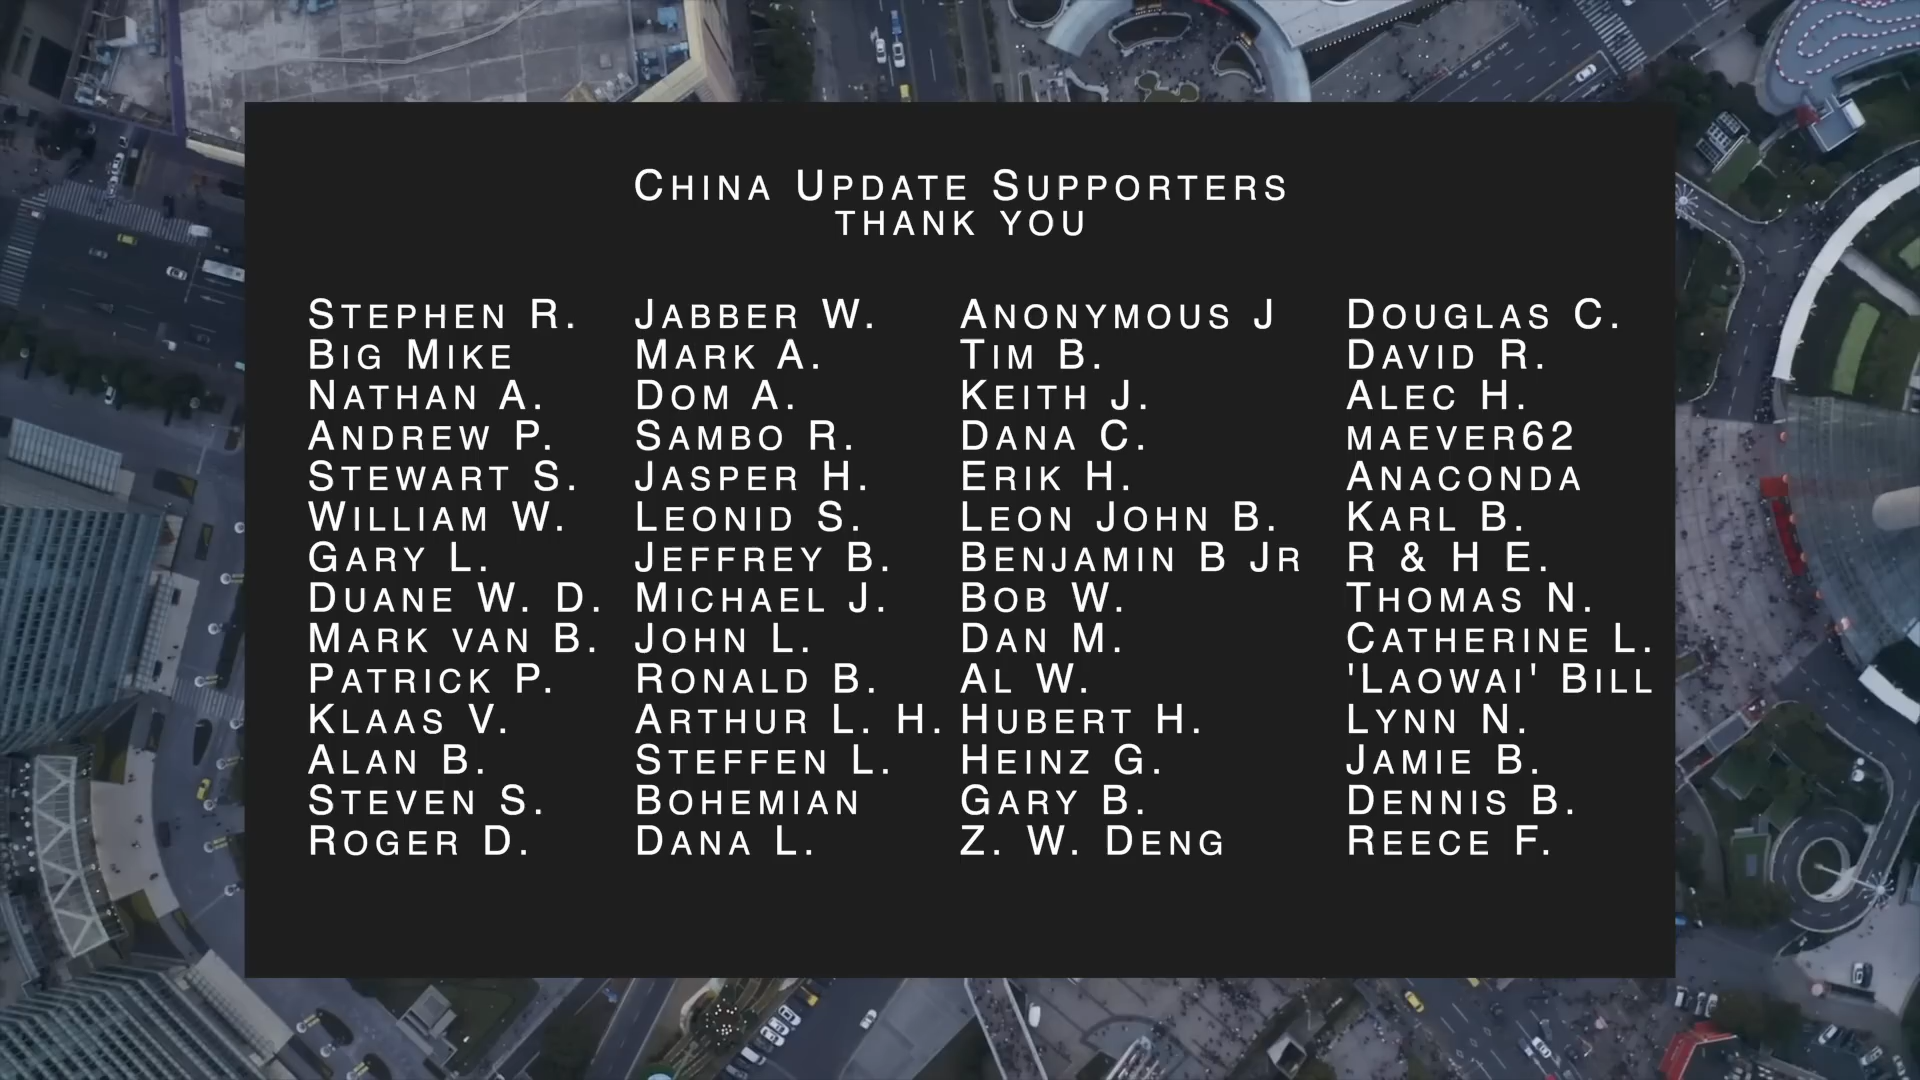 China Update Supporters
THANK YOU
Stephen R.
Big Mike
Nathan A.
Andrew P.
Stewart S.
William W.
Gary L.
Duane W. D.
Mark van B.
Patrick P.
Klaas V.
Alan B.
Steven S.
Roger D.
Jabber W.
Mark A.
Dom A.
Sambo R.
Jasper H.
Leonid S.
Jeffrey B.
Michael J.
John L.
Ronald B.
Arthur L. H.
Steffen L.
Bohemian
Dana L.
Anonymous J
Tim B.
Keith J.
Dana C.
Erik H.
Leon John B.
Benjamin B Jr
Bob W.
Dan M.
Al W.
Hubert H.
Heinz G.
Gary B.
Z. W. Deng
Douglas C.
David R.
Alec H.
maever62
Anaconda
Karl B.
R & H E.
Thomas N.
Catherine L.
'Laowai' Bill
Lynn N.
Jamie B.
Dennis B.
Reece F.